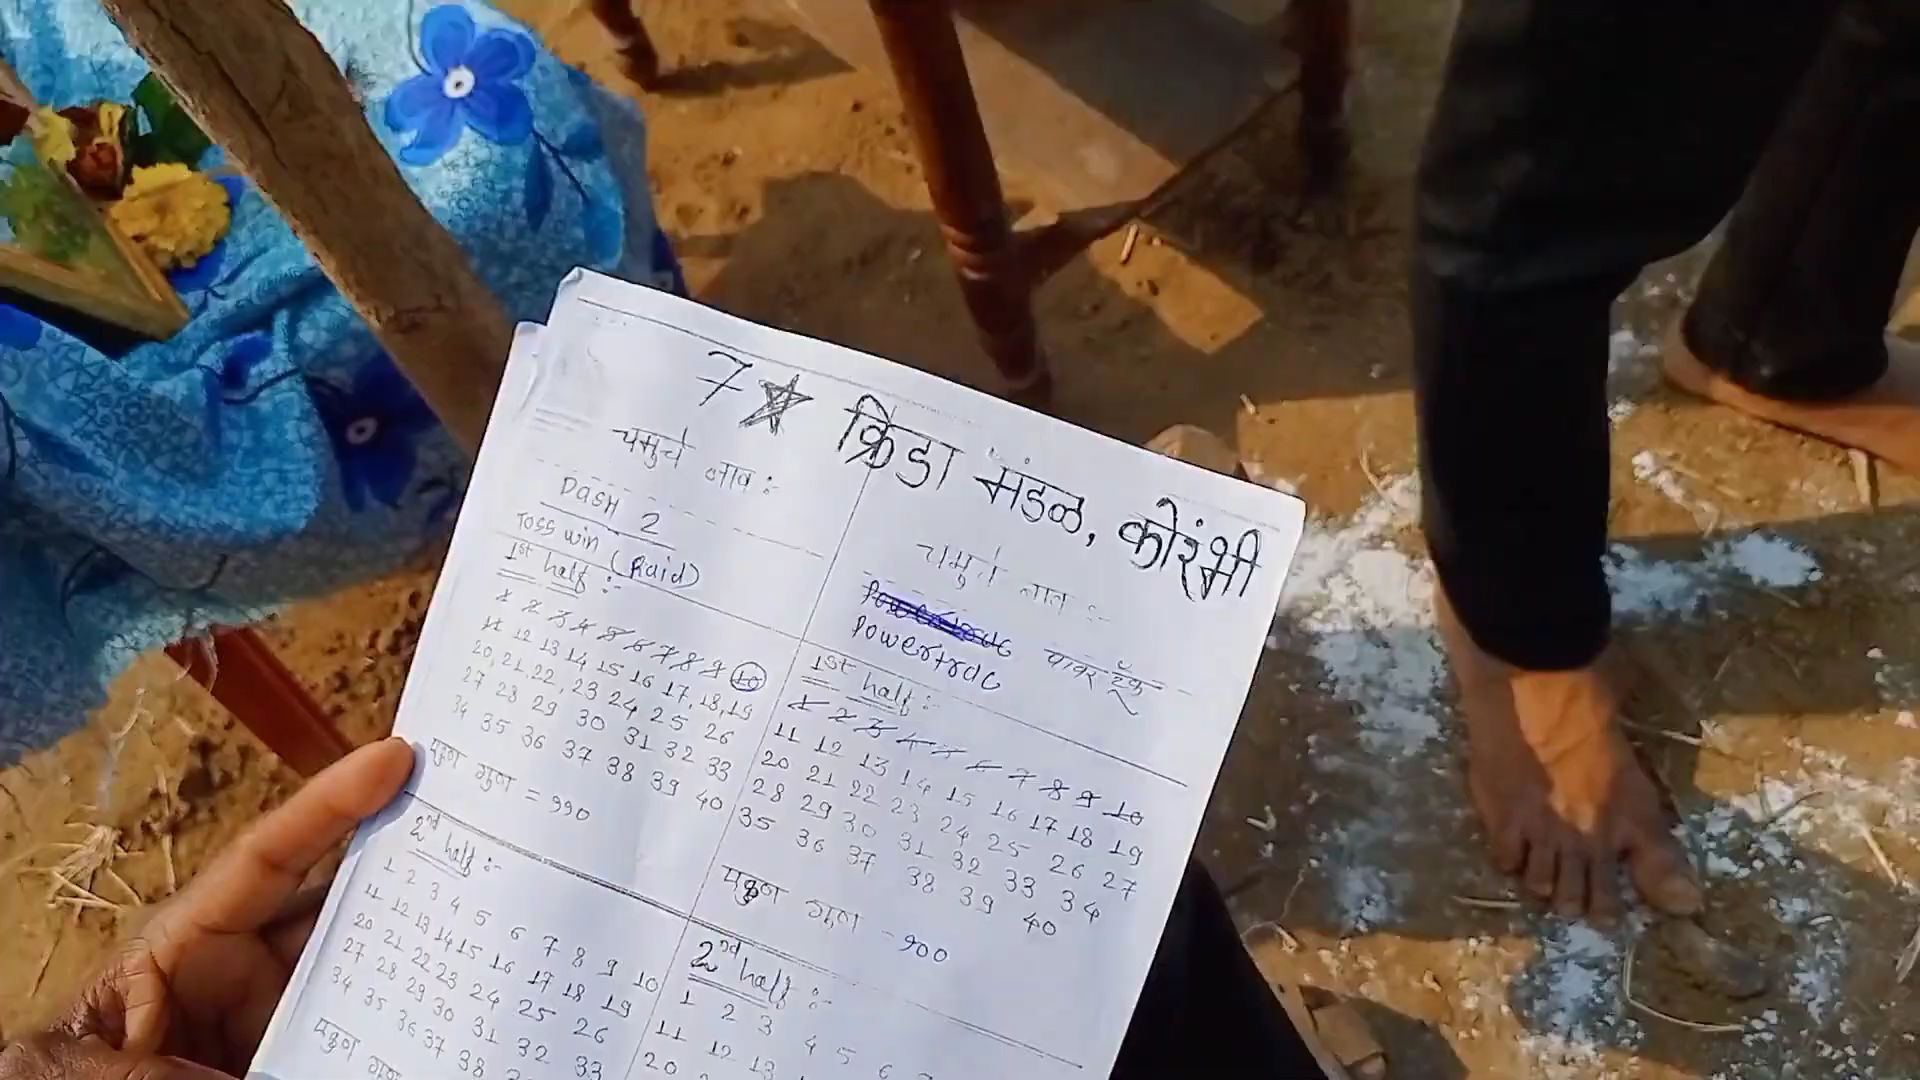 7☆ क्रिडा मंडळ, कोरंभी
चमुचे नाव :-
DASH 2
Toss win (Raid)
1st half :-
1 2 3 4 5 6 7 8 9 10
11 12 13 14 15 16 17, 18, 19
20, 21, 22, 23 24 25 26
27 28 29 30 31 32 33
34 35 36 37 38 39 40
एकुण गुण = 990
2nd half :-
1 2 3 4 5 6 7 8 9 10
11 12 13 14 15 16 17 18 19
20 21 22 23 24 25 26
27 28 29 30 31 32 33
34 35 36 37 38
एकुण गुण
चमुचे नाव :-
Powertrac पावर ट्रॅक
1st half :-
1 2 3 4 5 6 7 8 9 10
11 12 13 14 15 16 17 18 19
20 21 22 23 24 25 26 27
28 29 30 31 32 33 34
35 36 37 38 39 40
एकुण गुण - 900
2nd half :-
1 2 3 4 5 6
11 12 13
20